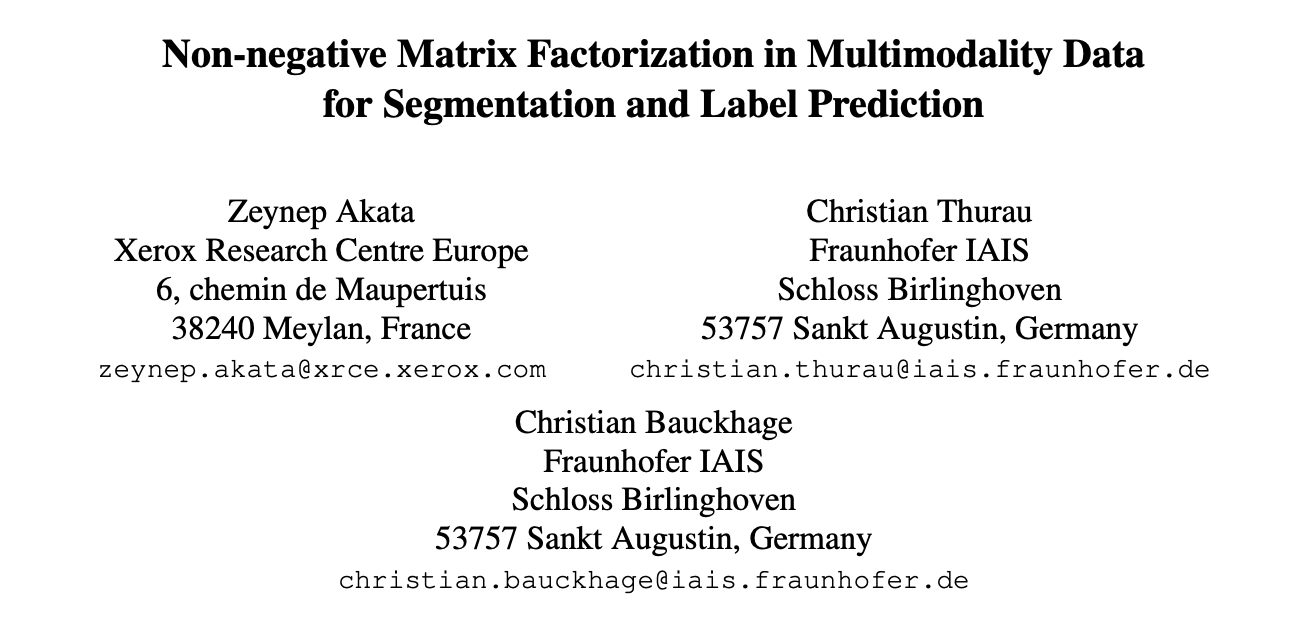 Non-negative Matrix Factorization in Multimodality Data
for Segmentation and Label Prediction
Zeynep Akata
Xerox Research Centre Europe
6, chemin de Maupertuis
38240 Meylan, France
zeynep.akata@xrce.xerox.com
Christian Thurau
Fraunhofer IAIS
Schloss Birlinghoven
53757 Sankt Augustin, Germany
christian.thurau@iais.fraunhofer.de
Christian Bauckhage
Fraunhofer IAIS
Schloss Birlinghoven
53757 Sankt Augustin, Germany
christian.bauckhage@iais.fraunhofer.de